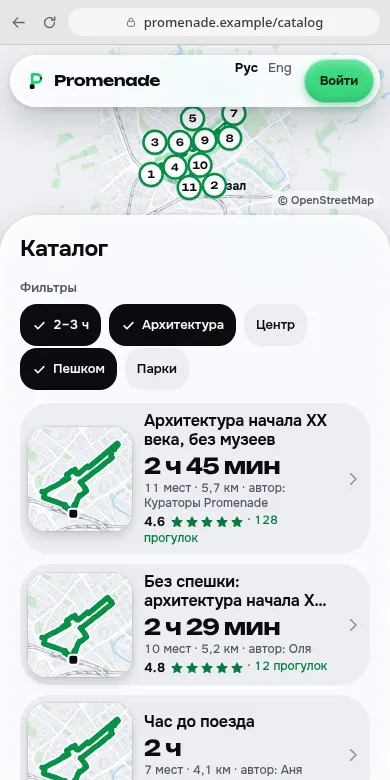 promenade.example/catalog
Promenade
Рус Eng
Войти
5
7
3 6 9 8
1 4 10
11 2 зал
© OpenStreetMap
Каталог
Фильтры
2–3 ч Архитектура Центр
Пешком Парки
Архитектура начала XX
века, без музеев
2 ч 45 мин
11 мест · 5,7 км · автор:
Кураторы Promenade
4.6 ★★★★★ · 128
прогулок
Без спешки:
архитектура начала X...
2 ч 29 мин
10 мест · 5,2 км · автор: Оля
4.8 ★★★★★ · 12 прогулок
Час до поезда
2 ч
7 мест · 4,1 км · автор: Аня